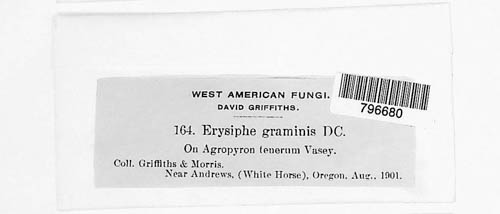 WEST AMERICAN FUNGI.
DAVID GRIFFITHS.
796680
164. Erysiphe graminis DC.
On Agropyron tenerum Vasey.
Coll. Griffiths & Morris.
Near Andrews, (White Horse), Oregon, Aug., 1901.